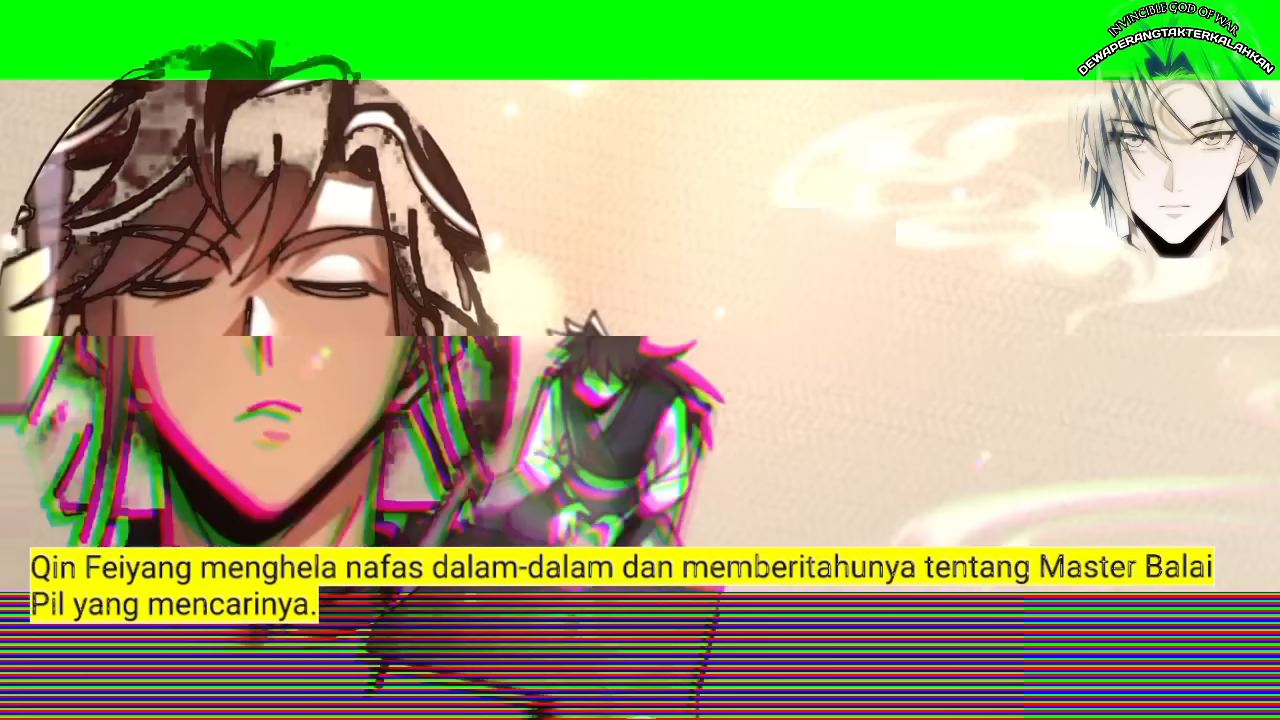 INVINCIBLE GOD OF WAR
DEWAPERANGTAKTERKALAHKAN
Qin Feiyang menghela nafas dalam-dalam dan memberitahunya tentang Master Balai
Pil yang mencarinya.